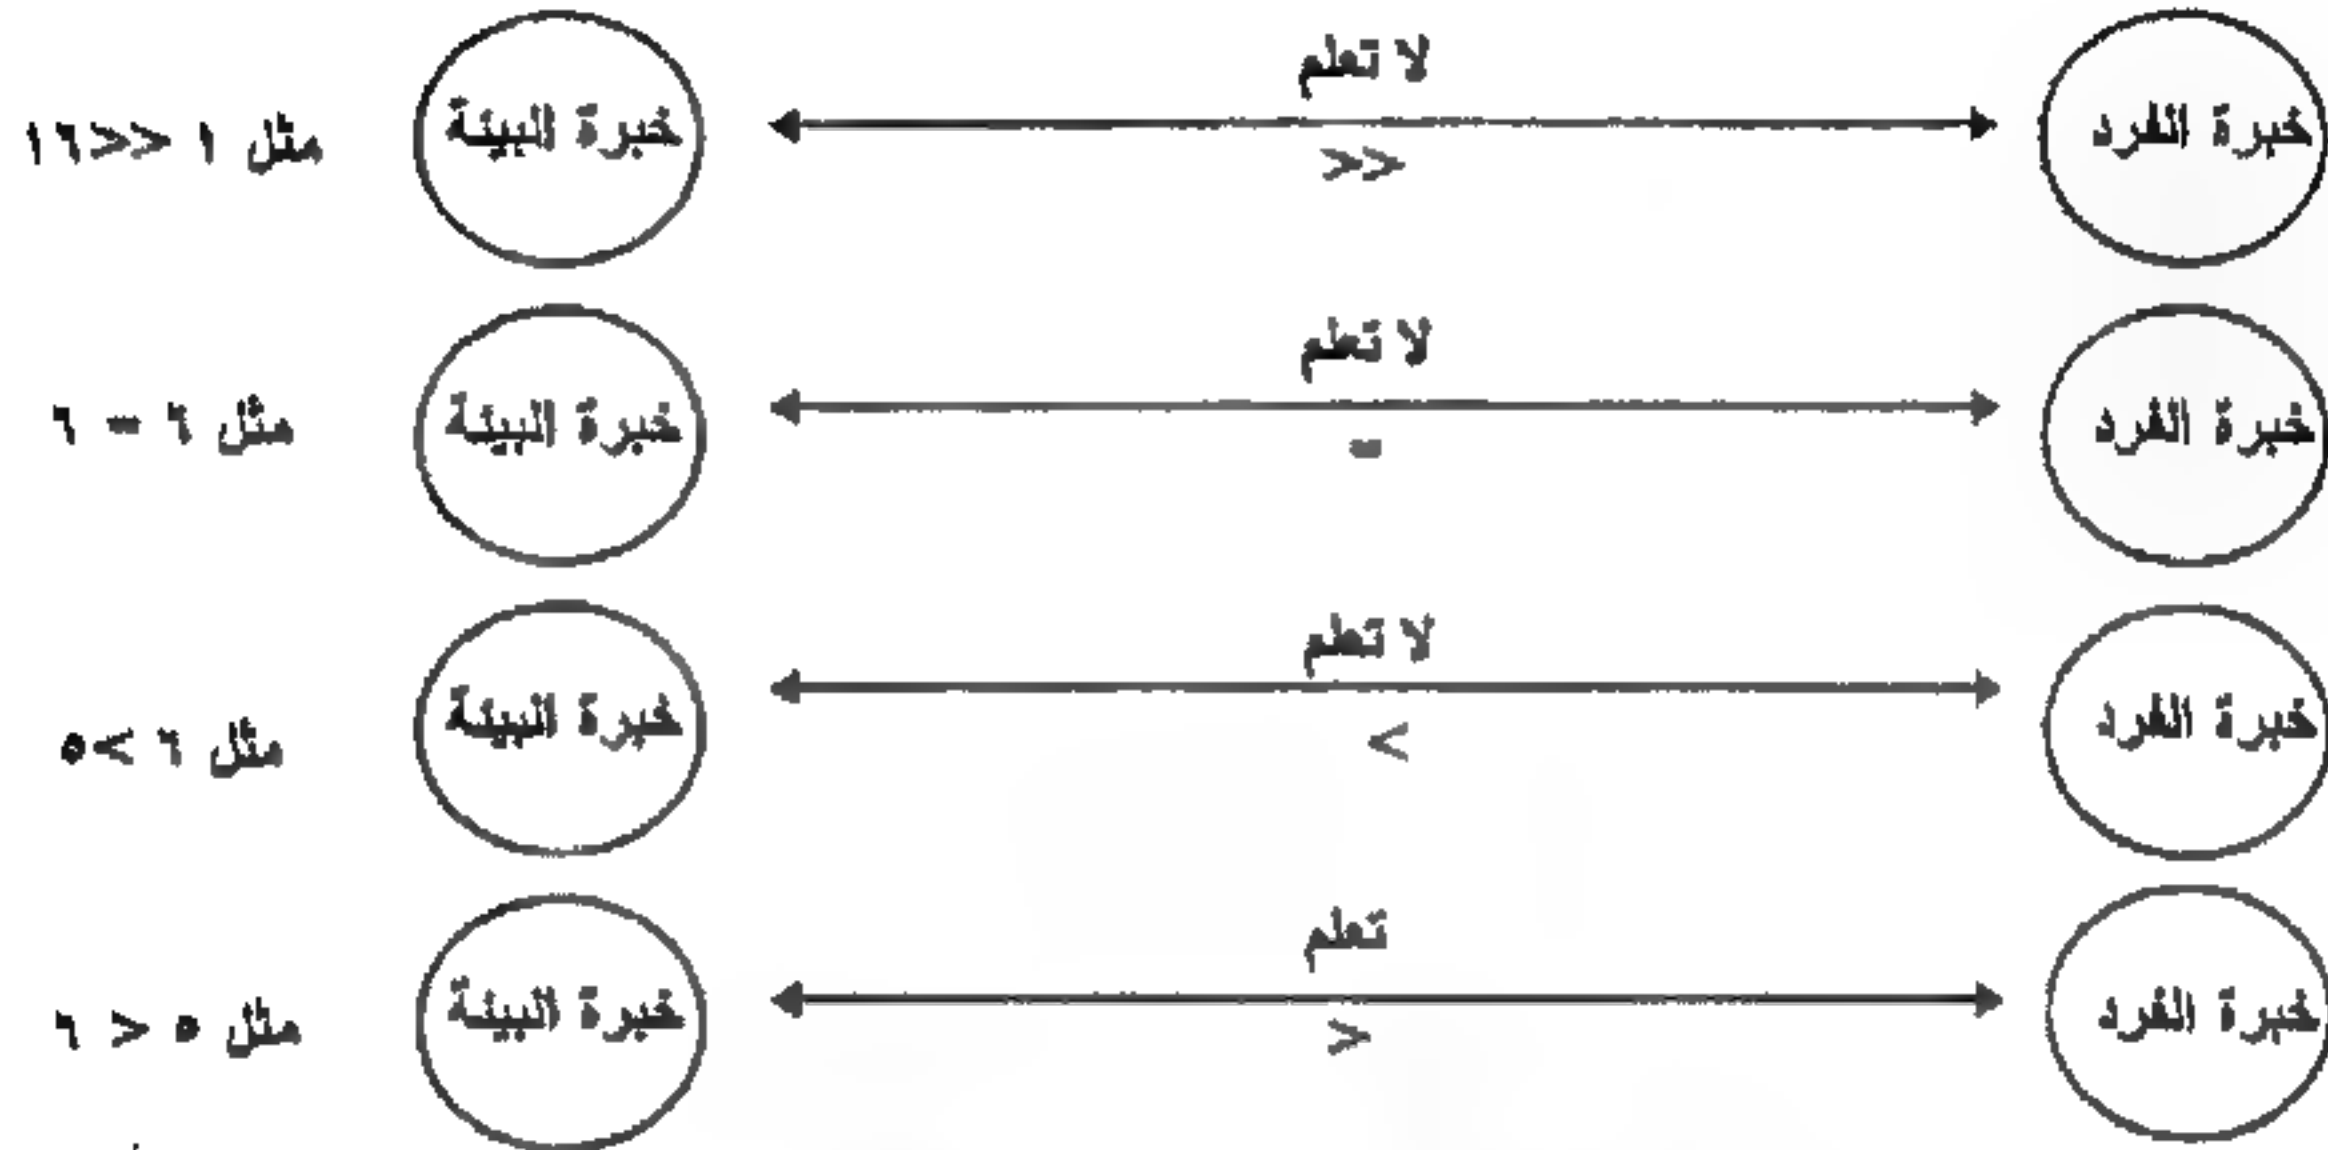 خبرة الفرد لا تعلم << خبرة البيئة مثل ١ <<١٦
خبرة الفرد لا تعلم = خبرة البيئة مثل ٦ = ٦
خبرة الفرد لا تعلم > خبرة البيئة مثل ٦ >٥
خبرة الفرد تعلم < خبرة البيئة مثل ٥ < ٦